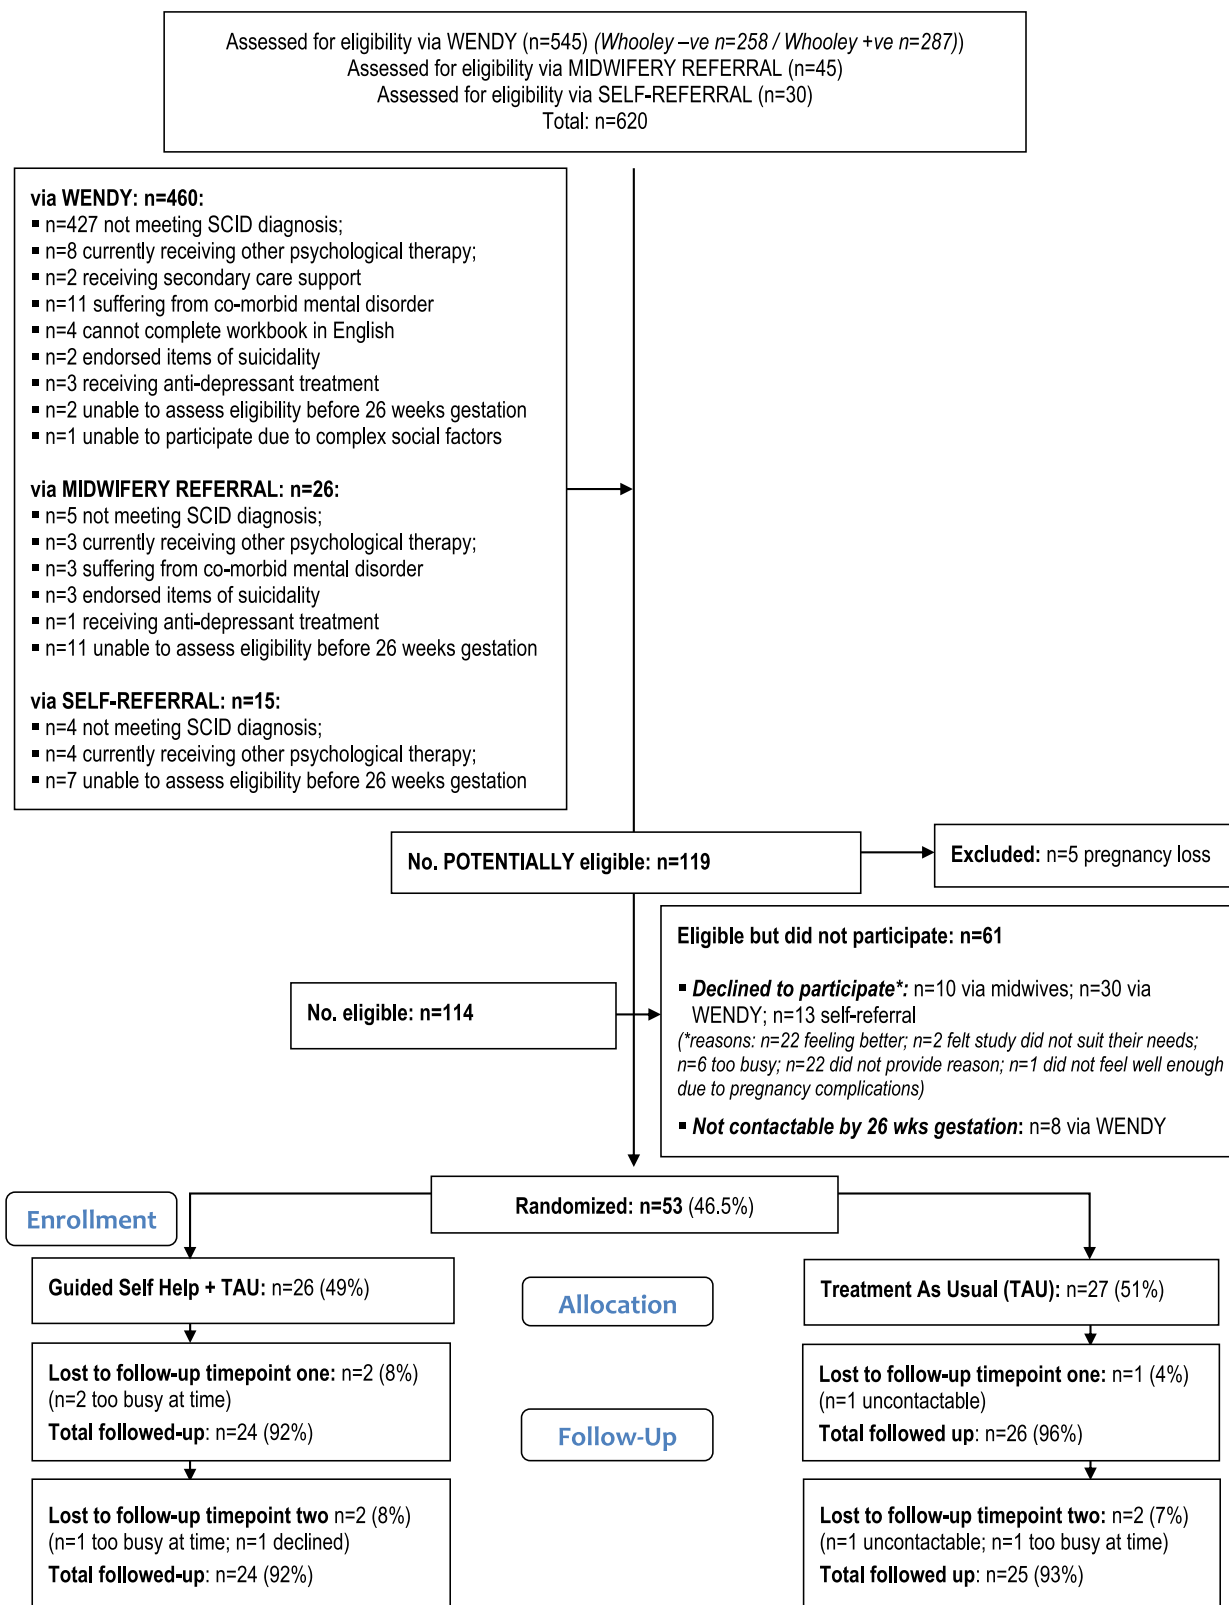 Assessed for eligibility via WENDY (n=545) (Whooley –ve n=258 / Whooley +ve n=287))
Assessed for eligibility via MIDWIFERY REFERRAL (n=45)
Assessed for eligibility via SELF-REFERRAL (n=30)
Total: n=620
via WENDY: n=460:
▪ n=427 not meeting SCID diagnosis;
▪ n=8 currently receiving other psychological therapy;
▪ n=2 receiving secondary care support
▪ n=11 suffering from co-morbid mental disorder
▪ n=4 cannot complete workbook in English
▪ n=2 endorsed items of suicidality
▪ n=3 receiving anti-depressant treatment
▪ n=2 unable to assess eligibility before 26 weeks gestation
▪ n=1 unable to participate due to complex social factors
via MIDWIFERY REFERRAL: n=26:
▪ n=5 not meeting SCID diagnosis;
▪ n=3 currently receiving other psychological therapy;
▪ n=3 suffering from co-morbid mental disorder
▪ n=3 endorsed items of suicidality
▪ n=1 receiving anti-depressant treatment
▪ n=11 unable to assess eligibility before 26 weeks gestation
via SELF-REFERRAL: n=15:
▪ n=4 not meeting SCID diagnosis;
▪ n=4 currently receiving other psychological therapy;
▪ n=7 unable to assess eligibility before 26 weeks gestation
No. POTENTIALLY eligible: n=119
Excluded: n=5 pregnancy loss
Eligible but did not participate: n=61
▪ Declined to participate*: n=10 via midwives; n=30 via
WENDY; n=13 self-referral
(*reasons: n=22 feeling better; n=2 felt study did not suit their needs;
n=6 too busy; n=22 did not provide reason; n=1 did not feel well enough
due to pregnancy complications)
▪ Not contactable by 26 wks gestation: n=8 via WENDY
No. eligible: n=114
Randomized: n=53 (46.5%)
Enrollment
Guided Self Help + TAU: n=26 (49%)
Allocation
Treatment As Usual (TAU): n=27 (51%)
Lost to follow-up timepoint one: n=2 (8%)
(n=2 too busy at time)
Total followed-up: n=24 (92%)
Follow-Up
Lost to follow-up timepoint one: n=1 (4%)
(n=1 uncontactable)
Total followed up: n=26 (96%)
Lost to follow-up timepoint two n=2 (8%)
(n=1 too busy at time; n=1 declined)
Total followed-up: n=24 (92%)
Lost to follow-up timepoint two: n=2 (7%)
(n=1 uncontactable; n=1 too busy at time)
Total followed up: n=25 (93%)